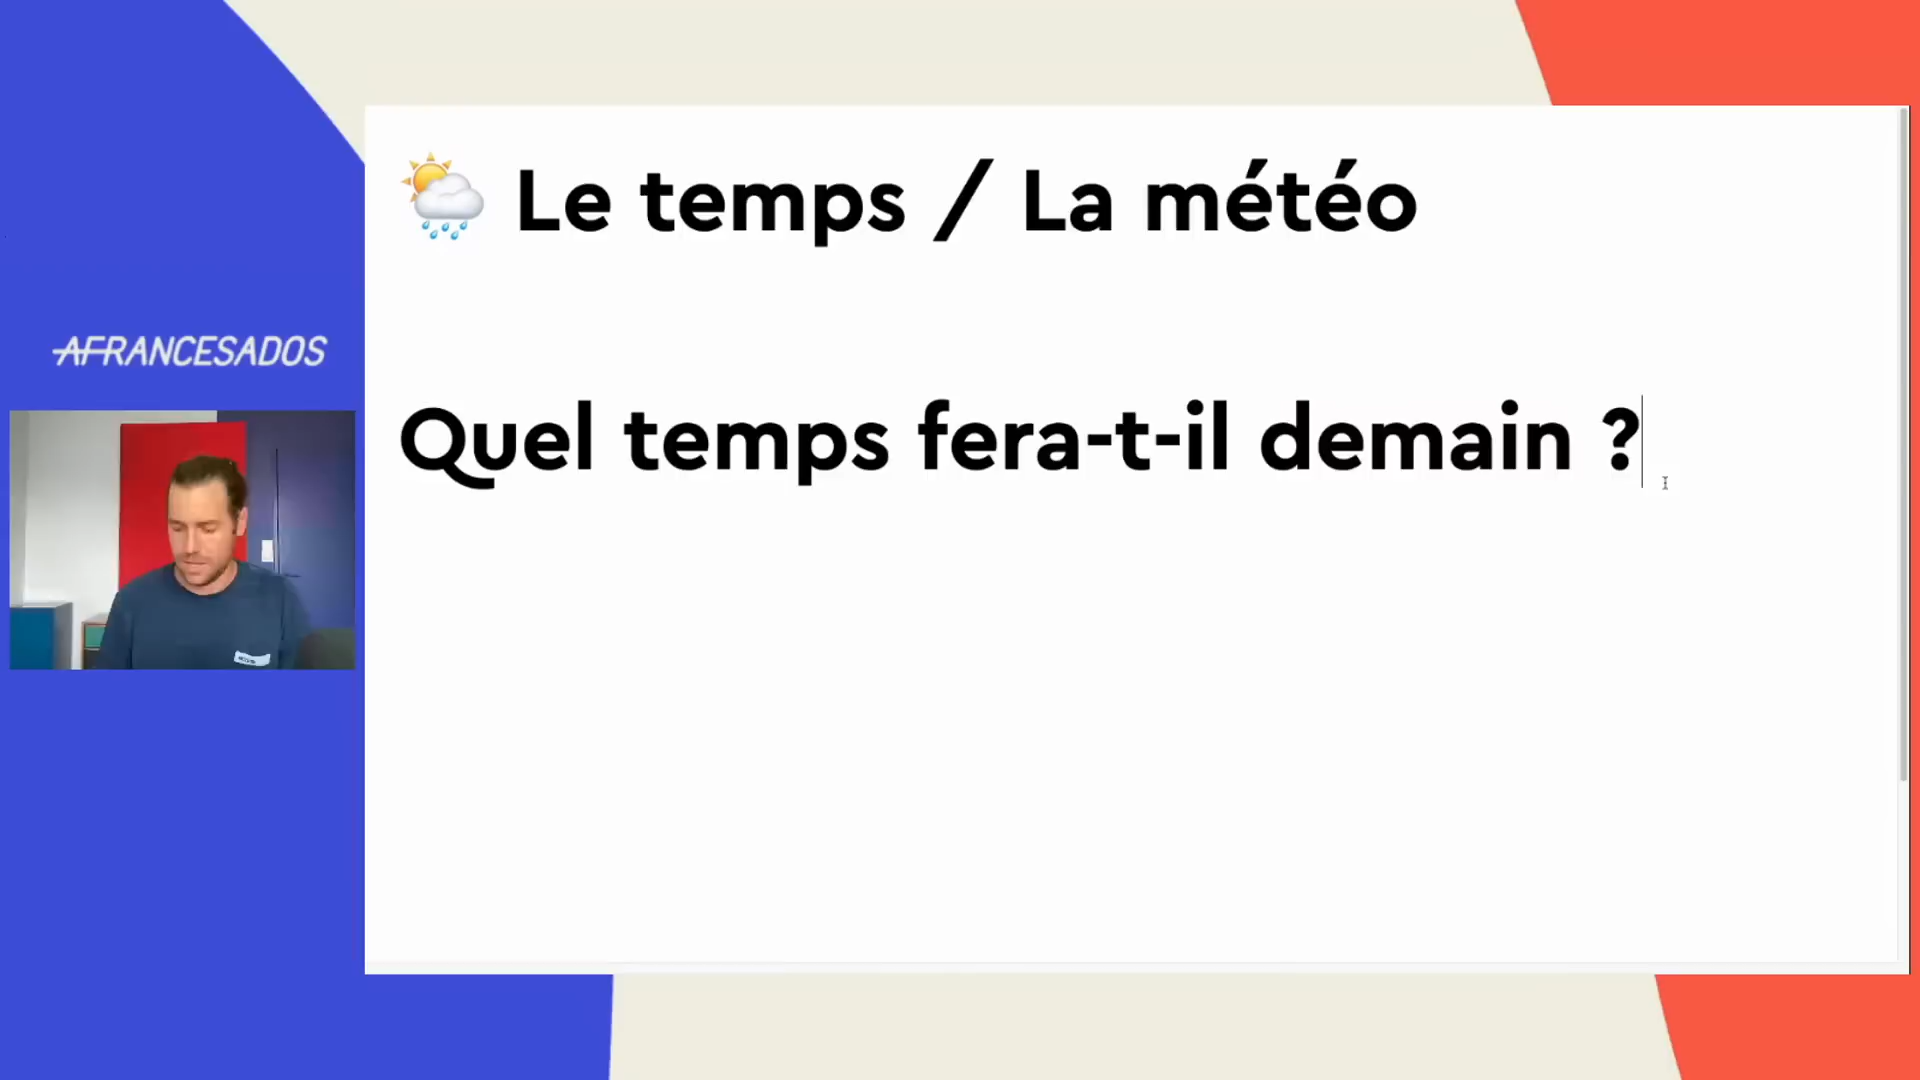 Le temps / La météo
AFRANCESADOS
Quel temps fera-t-il demain ?